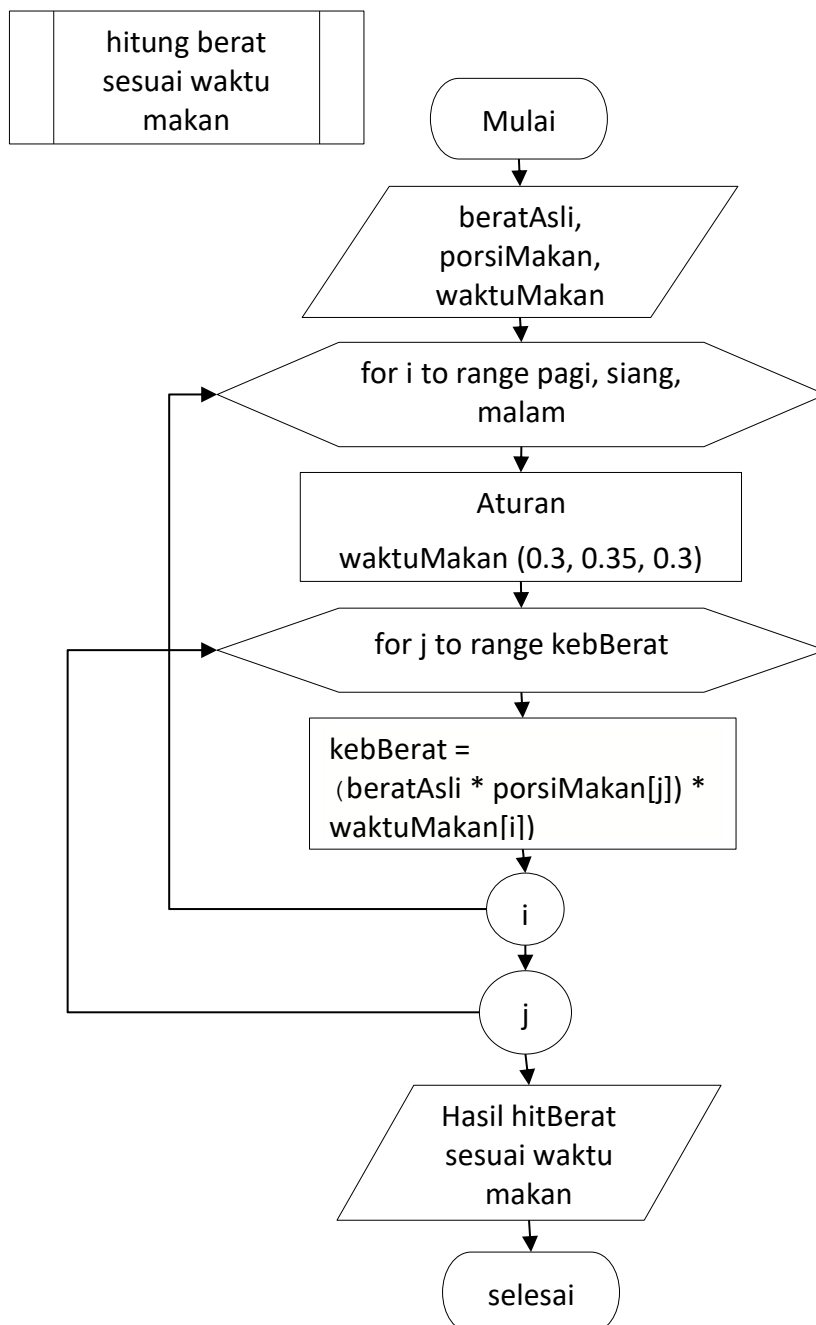 hitung berat
sesuai waktu
makan
Mulai
beratAsli,
porsiMakan,
waktuMakan
for i to range pagi, siang,
malam
Aturan
waktuMakan (0.3, 0.35, 0.3)
for j to range kebBerat
kebBerat =
(beratAsli * porsiMakan[j]) *
waktuMakan[i])
i
j
Hasil hitBerat
sesuai waktu
makan
selesai